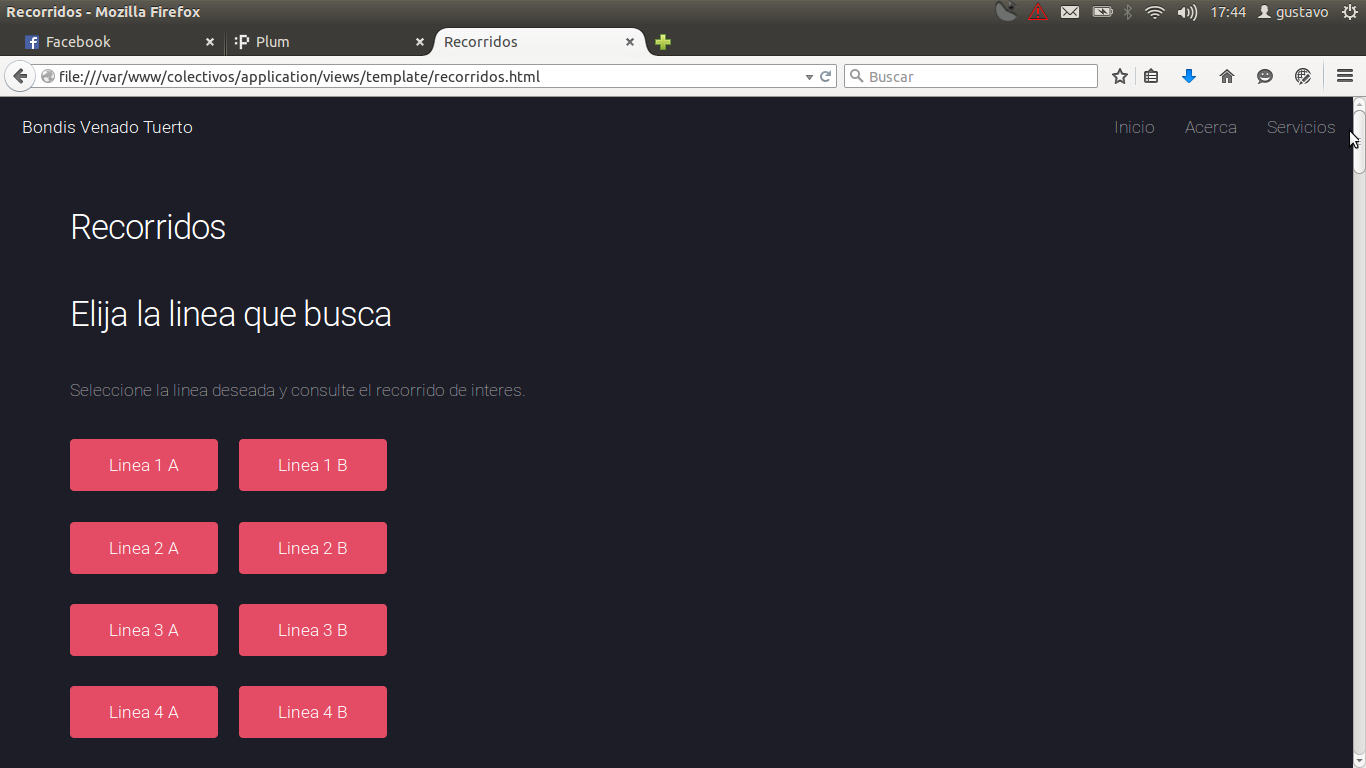 Recorridos - Mozilla Firefox
17:44 gustavo
Facebook
Plum
Recorridos
file:///var/www/colectivos/application/views/template/recorridos.html
Buscar
Bondis Venado Tuerto
Inicio
Acerca
Servicios
Recorridos
Elija la linea que busca
Seleccione la linea deseada y consulte el recorrido de interes.
Linea 1 A
Linea 1 B
Linea 2 A
Linea 2 B
Linea 3 A
Linea 3 B
Linea 4 A
Linea 4 B